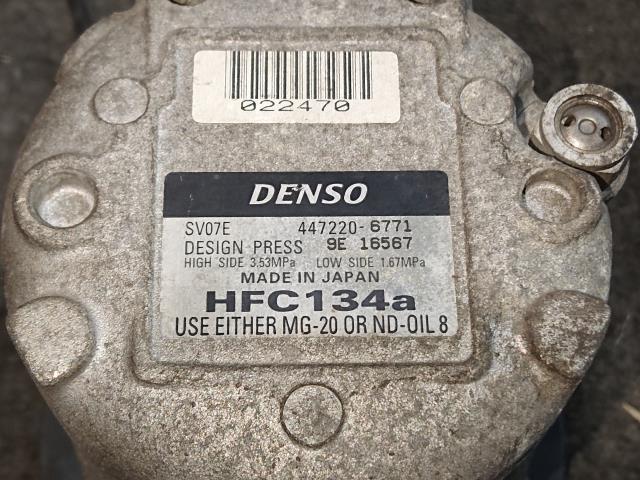 022470
DENSO
SV07E 447220-6771
DESIGN PRESS 9E 16567
HIGH SIDE 3.53MPa LOW SIDE 1.67MPa
MADE IN JAPAN
HFC134a
USE EITHER MG-20 OR ND-OIL 8